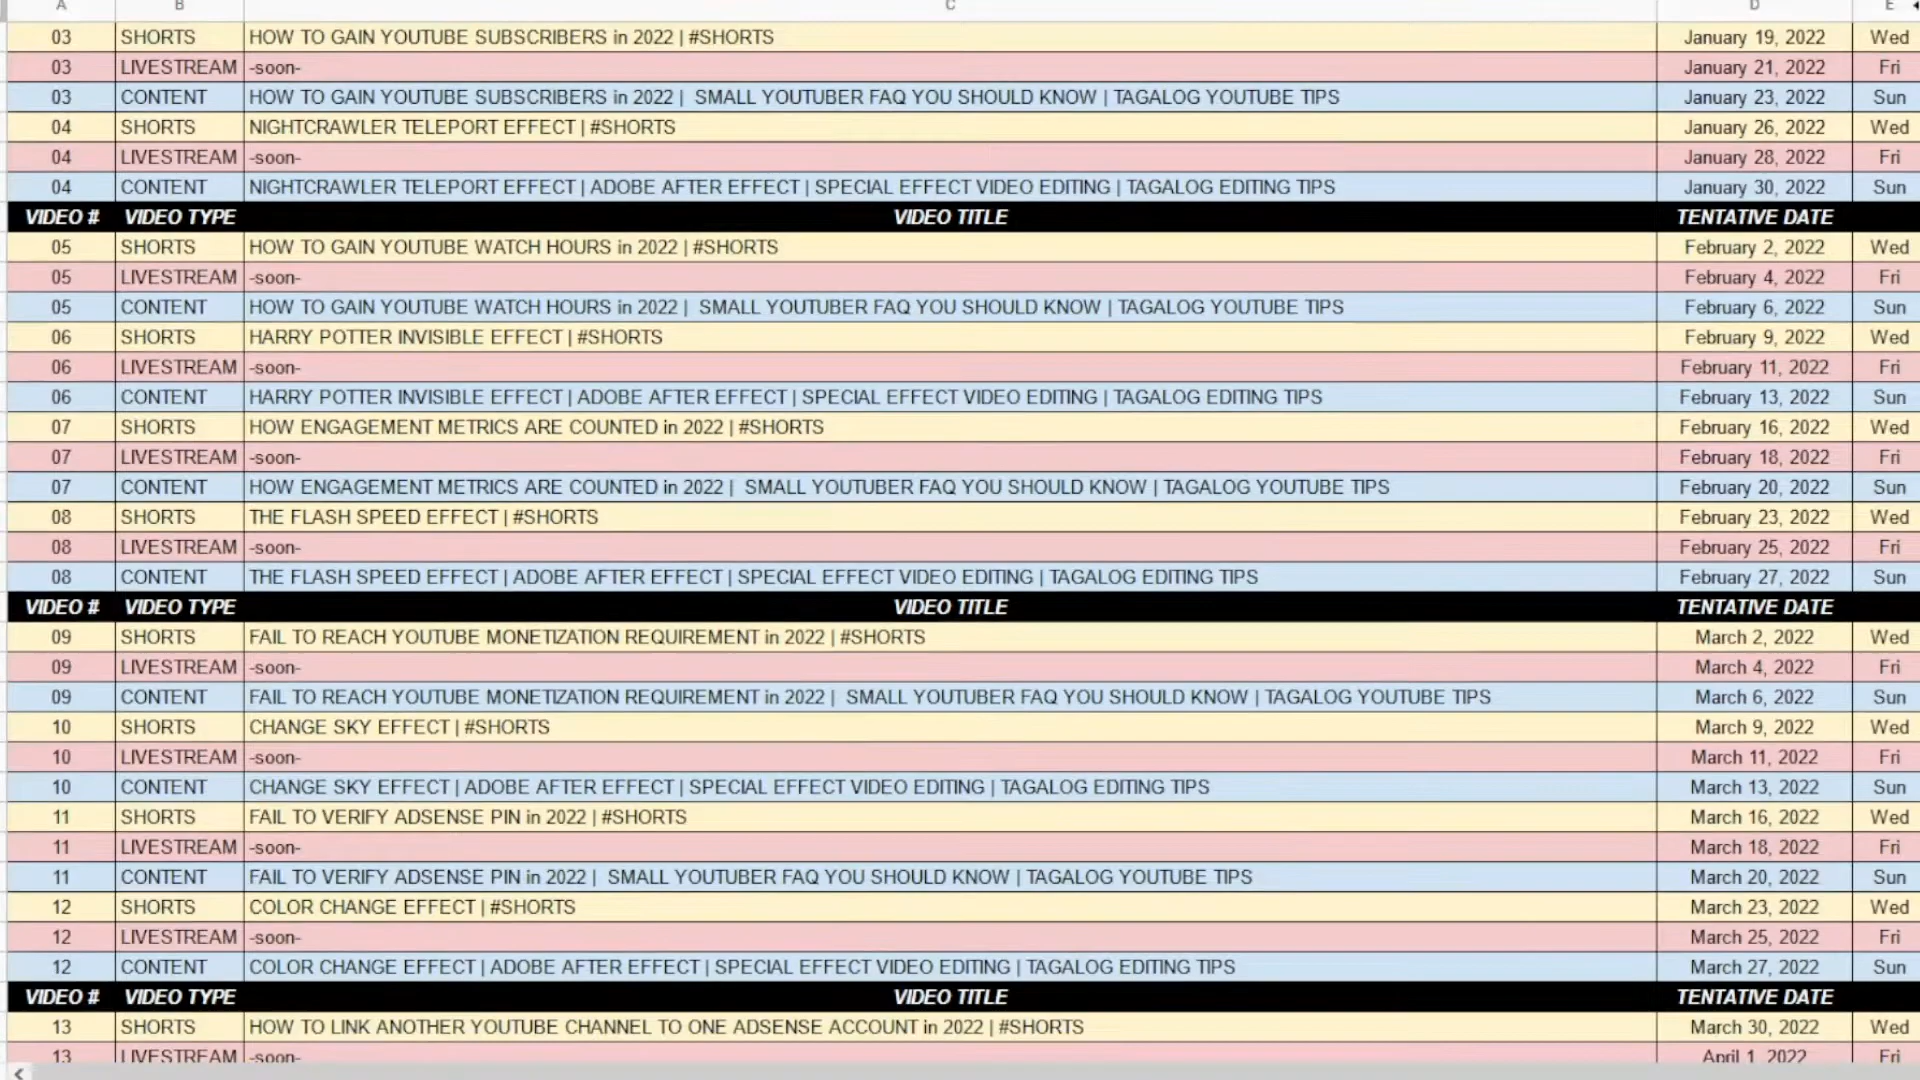 A B C D E
03 SHORTS HOW TO GAIN YOUTUBE SUBSCRIBERS in 2022 | #SHORTS January 19, 2022 Wed
03 LIVESTREAM -soon- January 21, 2022 Fri
03 CONTENT HOW TO GAIN YOUTUBE SUBSCRIBERS in 2022 | SMALL YOUTUBER FAQ YOU SHOULD KNOW | TAGALOG YOUTUBE TIPS January 23, 2022 Sun
04 SHORTS NIGHTCRAWLER TELEPORT EFFECT | #SHORTS January 26, 2022 Wed
04 LIVESTREAM -soon- January 28, 2022 Fri
04 CONTENT NIGHTCRAWLER TELEPORT EFFECT | ADOBE AFTER EFFECT | SPECIAL EFFECT VIDEO EDITING | TAGALOG EDITING TIPS January 30, 2022 Sun
VIDEO # VIDEO TYPE VIDEO TITLE TENTATIVE DATE
05 SHORTS HOW TO GAIN YOUTUBE WATCH HOURS in 2022 | #SHORTS February 2, 2022 Wed
05 LIVESTREAM -soon- February 4, 2022 Fri
05 CONTENT HOW TO GAIN YOUTUBE WATCH HOURS in 2022 | SMALL YOUTUBER FAQ YOU SHOULD KNOW | TAGALOG YOUTUBE TIPS February 6, 2022 Sun
06 SHORTS HARRY POTTER INVISIBLE EFFECT | #SHORTS February 9, 2022 Wed
06 LIVESTREAM -soon- February 11, 2022 Fri
06 CONTENT HARRY POTTER INVISIBLE EFFECT | ADOBE AFTER EFFECT | SPECIAL EFFECT VIDEO EDITING | TAGALOG EDITING TIPS February 13, 2022 Sun
07 SHORTS HOW ENGAGEMENT METRICS ARE COUNTED in 2022 | #SHORTS February 16, 2022 Wed
07 LIVESTREAM -soon- February 18, 2022 Fri
07 CONTENT HOW ENGAGEMENT METRICS ARE COUNTED in 2022 | SMALL YOUTUBER FAQ YOU SHOULD KNOW | TAGALOG YOUTUBE TIPS February 20, 2022 Sun
08 SHORTS THE FLASH SPEED EFFECT | #SHORTS February 23, 2022 Wed
08 LIVESTREAM -soon- February 25, 2022 Fri
08 CONTENT THE FLASH SPEED EFFECT | ADOBE AFTER EFFECT | SPECIAL EFFECT VIDEO EDITING | TAGALOG EDITING TIPS February 27, 2022 Sun
VIDEO # VIDEO TYPE VIDEO TITLE TENTATIVE DATE
09 SHORTS FAIL TO REACH YOUTUBE MONETIZATION REQUIREMENT in 2022 | #SHORTS March 2, 2022 Wed
09 LIVESTREAM -soon- March 4, 2022 Fri
09 CONTENT FAIL TO REACH YOUTUBE MONETIZATION REQUIREMENT in 2022 | SMALL YOUTUBER FAQ YOU SHOULD KNOW | TAGALOG YOUTUBE TIPS March 6, 2022 Sun
10 SHORTS CHANGE SKY EFFECT | #SHORTS March 9, 2022 Wed
10 LIVESTREAM -soon- March 11, 2022 Fri
10 CONTENT CHANGE SKY EFFECT | ADOBE AFTER EFFECT | SPECIAL EFFECT VIDEO EDITING | TAGALOG EDITING TIPS March 13, 2022 Sun
11 SHORTS FAIL TO VERIFY ADSENSE PIN in 2022 | #SHORTS March 16, 2022 Wed
11 LIVESTREAM -soon- March 18, 2022 Fri
11 CONTENT FAIL TO VERIFY ADSENSE PIN in 2022 | SMALL YOUTUBER FAQ YOU SHOULD KNOW | TAGALOG YOUTUBE TIPS March 20, 2022 Sun
12 SHORTS COLOR CHANGE EFFECT | #SHORTS March 23, 2022 Wed
12 LIVESTREAM -soon- March 25, 2022 Fri
12 CONTENT COLOR CHANGE EFFECT | ADOBE AFTER EFFECT | SPECIAL EFFECT VIDEO EDITING | TAGALOG EDITING TIPS March 27, 2022 Sun
VIDEO # VIDEO TYPE VIDEO TITLE TENTATIVE DATE
13 SHORTS HOW TO LINK ANOTHER YOUTUBE CHANNEL TO ONE ADSENSE ACCOUNT in 2022 | #SHORTS March 30, 2022 Wed
13 LIVESTREAM -soon- April 1, 2022 Fri